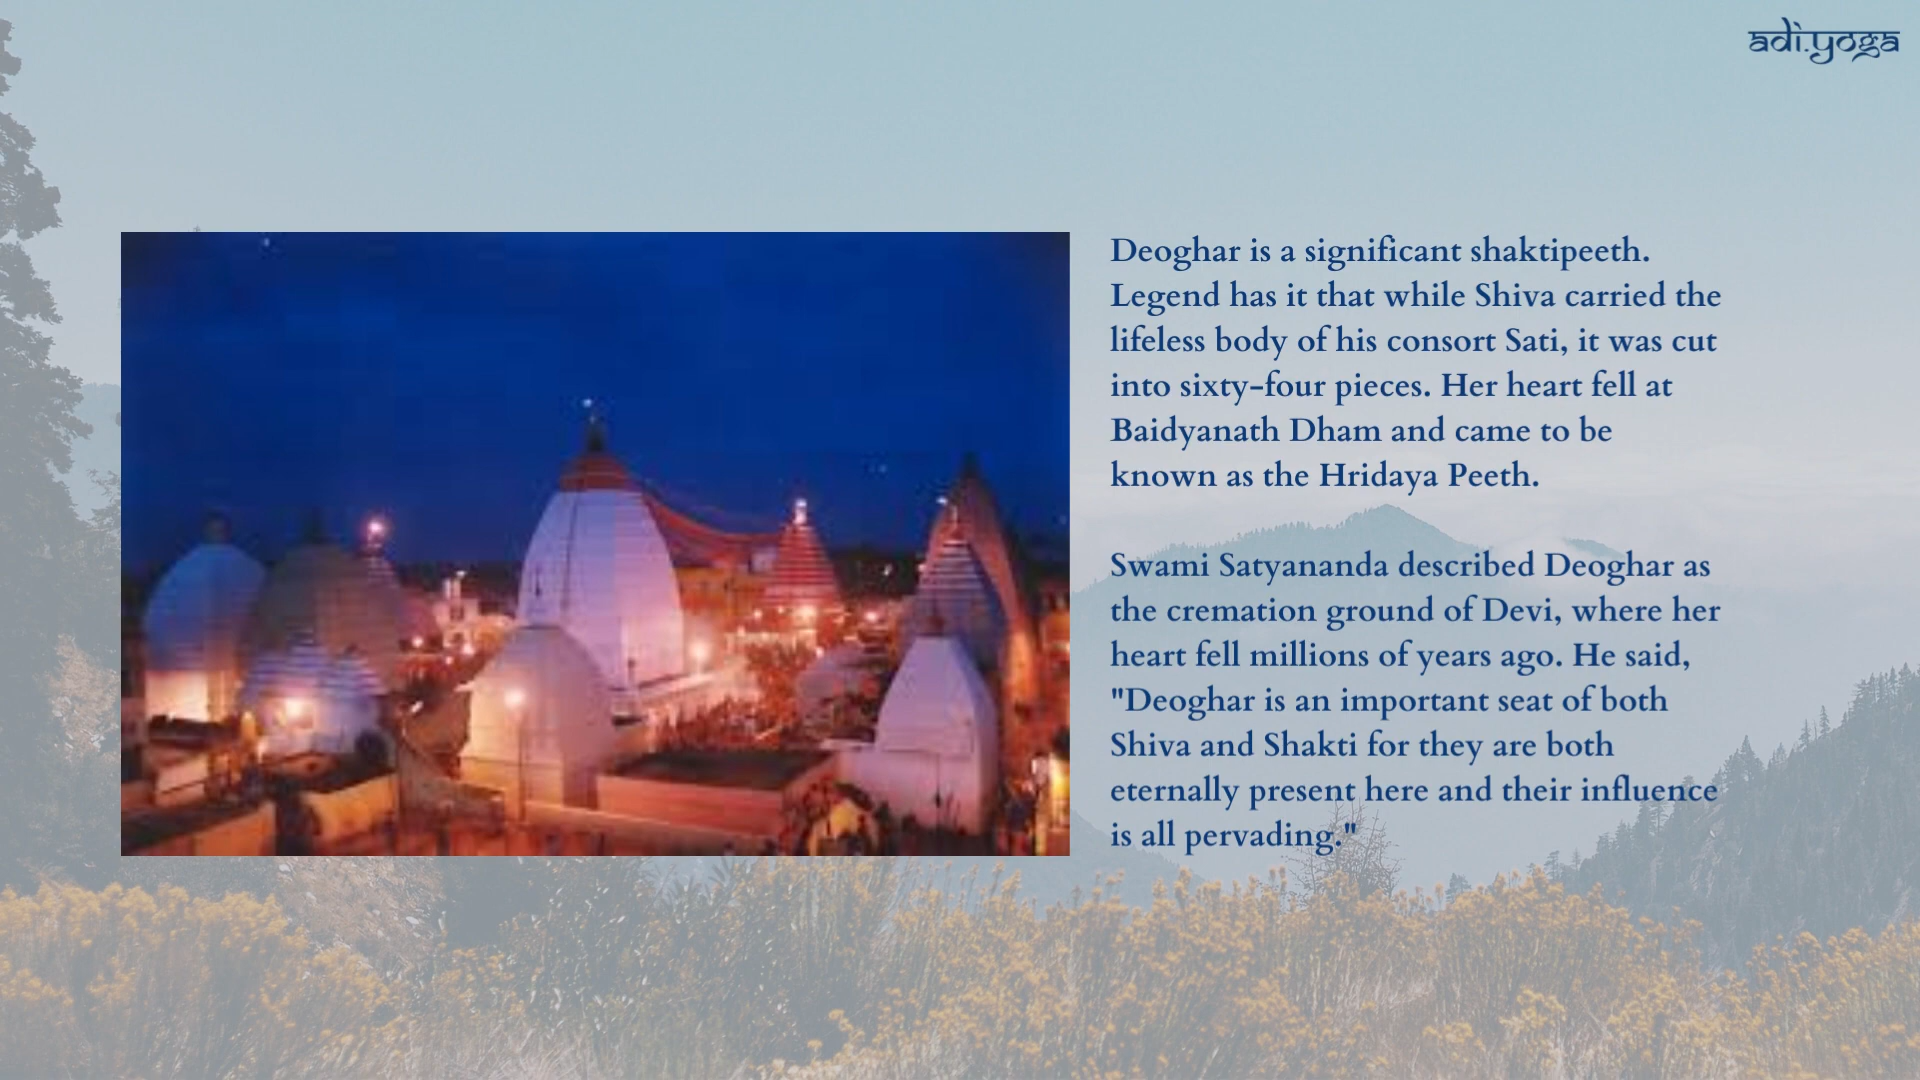 adi.yoga
Deoghar is a significant shaktipeeth.
Legend has it that while Shiva carried the
lifeless body of his consort Sati, it was cut
into sixty-four pieces. Her heart fell at
Baidyanath Dham and came to be
known as the Hridaya Peeth.
Swami Satyananda described Deoghar as
the cremation ground of Devi, where her
heart fell millions of years ago. He said,
"Deoghar is an important seat of both
Shiva and Shakti for they are both
eternally present here and their influence
is all pervading."